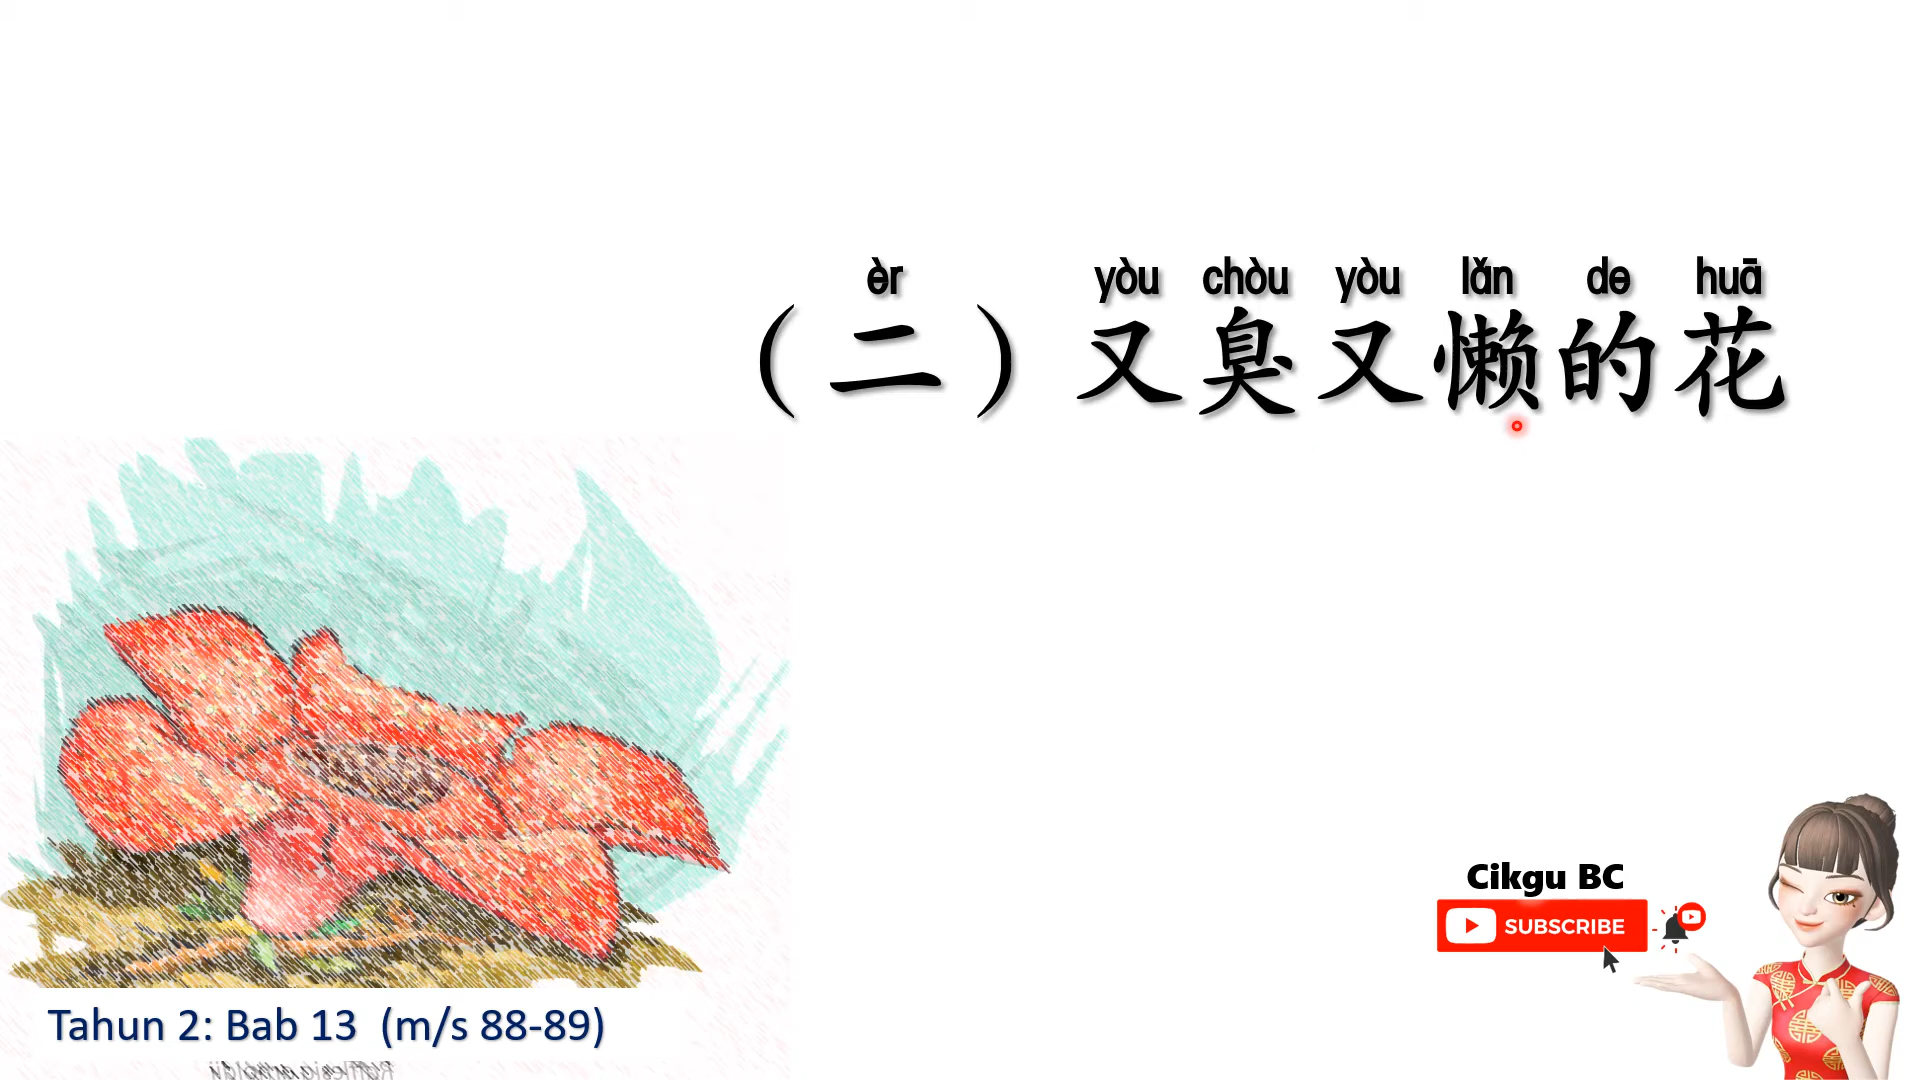 èr yòu chòu yòu lǎn de huā
（二）又臭又懒的花
Cikgu BC
SUBSCRIBE
Tahun 2: Bab 13 (m/s 88-89)